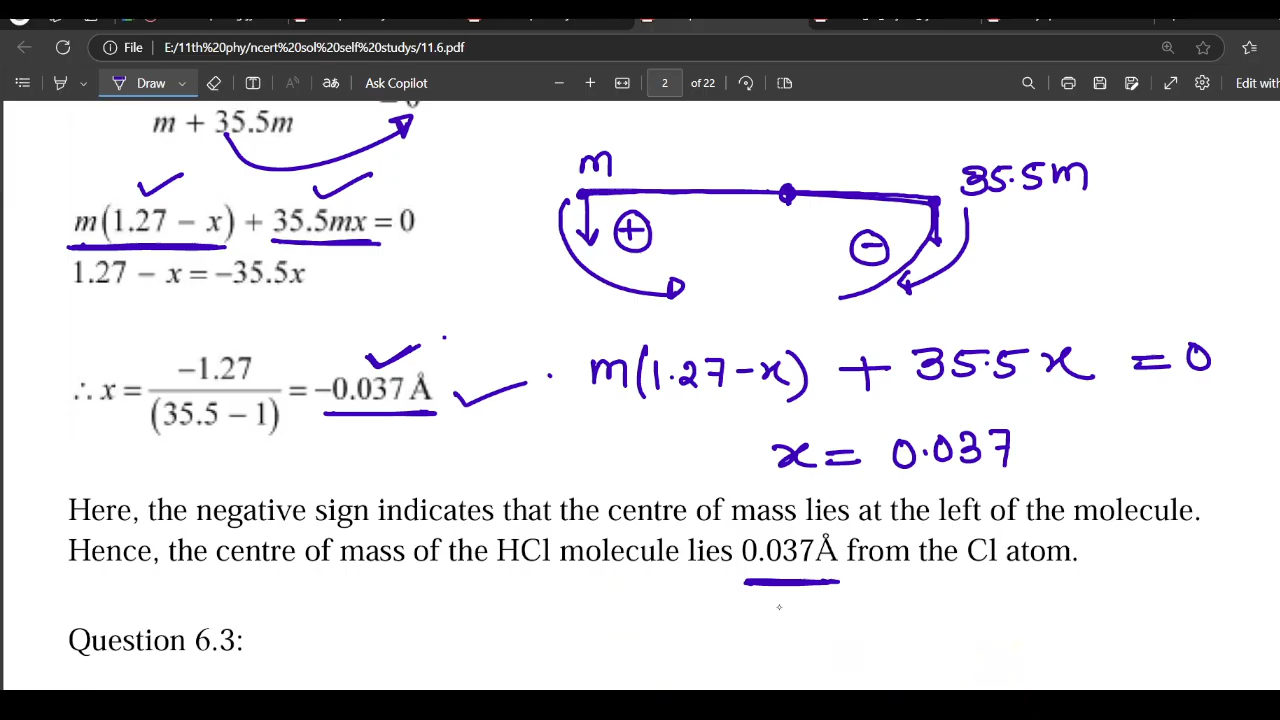 File E:/11th%20phy/ncert%20sol%20self%20studys/11.6.pdf
Draw aあ Ask Copilot 2 of 22 Edit with
m + 35.5m
m(1.27 − x) + 35.5mx = 0
1.27 − x = −35.5x
m 35.5m
+ −
∴ x = −1.27 / (35.5 − 1) = −0.037 Å
m(1.27-x) + 35.5x = 0
x = 0.037
Here, the negative sign indicates that the centre of mass lies at the left of the molecule.
Hence, the centre of mass of the HCl molecule lies 0.037Å from the Cl atom.
Question 6.3: